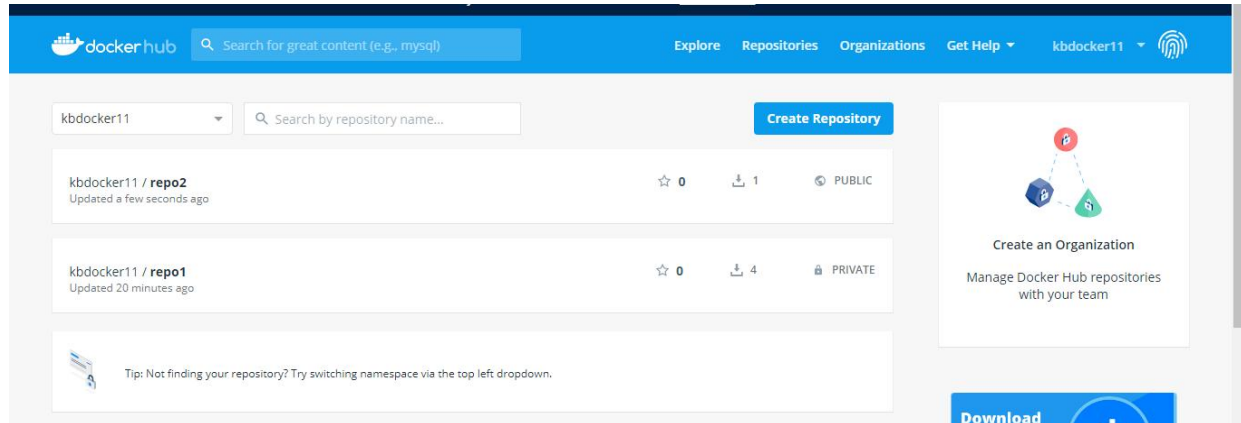 dockerhub
Search for great content (e.g., mysql)
Explore
Repositories
Organizations
Get Help
kbdocker11
kbdocker11
Search by repository name...
Create Repository
kbdocker11 / repo2
Updated a few seconds ago
0
1
PUBLIC
kbdocker11 / repo1
Updated 20 minutes ago
0
4
PRIVATE
Tip: Not finding your repository? Try switching namespace via the top left dropdown.
Create an Organization
Manage Docker Hub repositories
with your team
Download